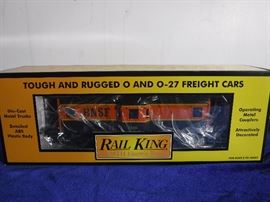 TOUGH AND RUGGED O AND O-27 FREIGHT CARS
Die-Cast
Metal Trucks
Detailed
ABS
Plastic Body
BNSF
Operating
Metal
Couplers
Attractively
Decorated
RAIL KING